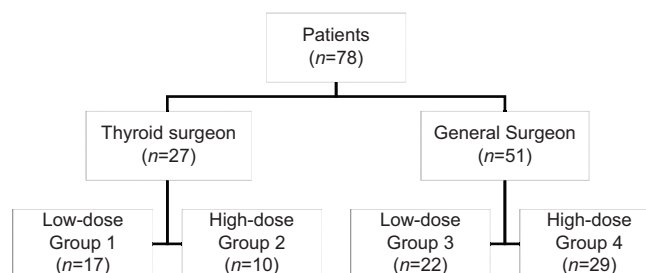 Patients
(n=78)
Thyroid surgeon
(n=27)
General Surgeon
(n=51)
Low-dose
Group 1
(n=17)
High-dose
Group 2
(n=10)
Low-dose
Group 3
(n=22)
High-dose
Group 4
(n=29)